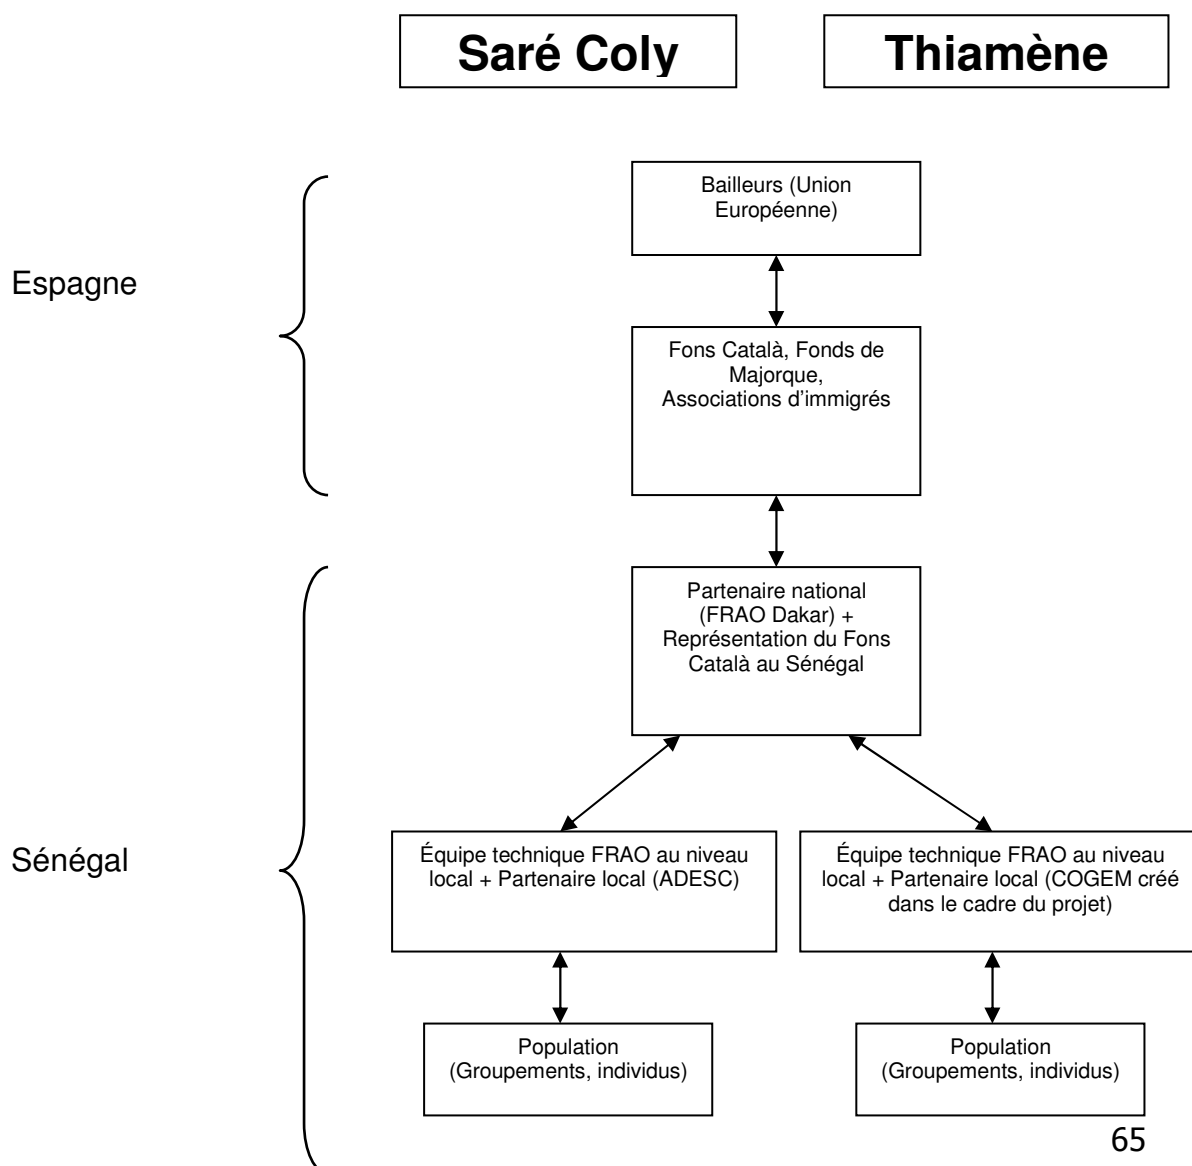 Saré Coly
Thiamène
Bailleurs (Union
Européenne)
Espagne
Fons Català, Fonds de
Majorque,
Associations d'immigrés
Partenaire national
(FRAO Dakar) +
Représentation du Fons
Català au Sénégal
Sénégal
Équipe technique FRAO au niveau
local + Partenaire local (ADESC)
Équipe technique FRAO au niveau
local + Partenaire local (COGEM créé
dans le cadre du projet)
Population
(Groupements, individus)
Population
(Groupements, individus)
65